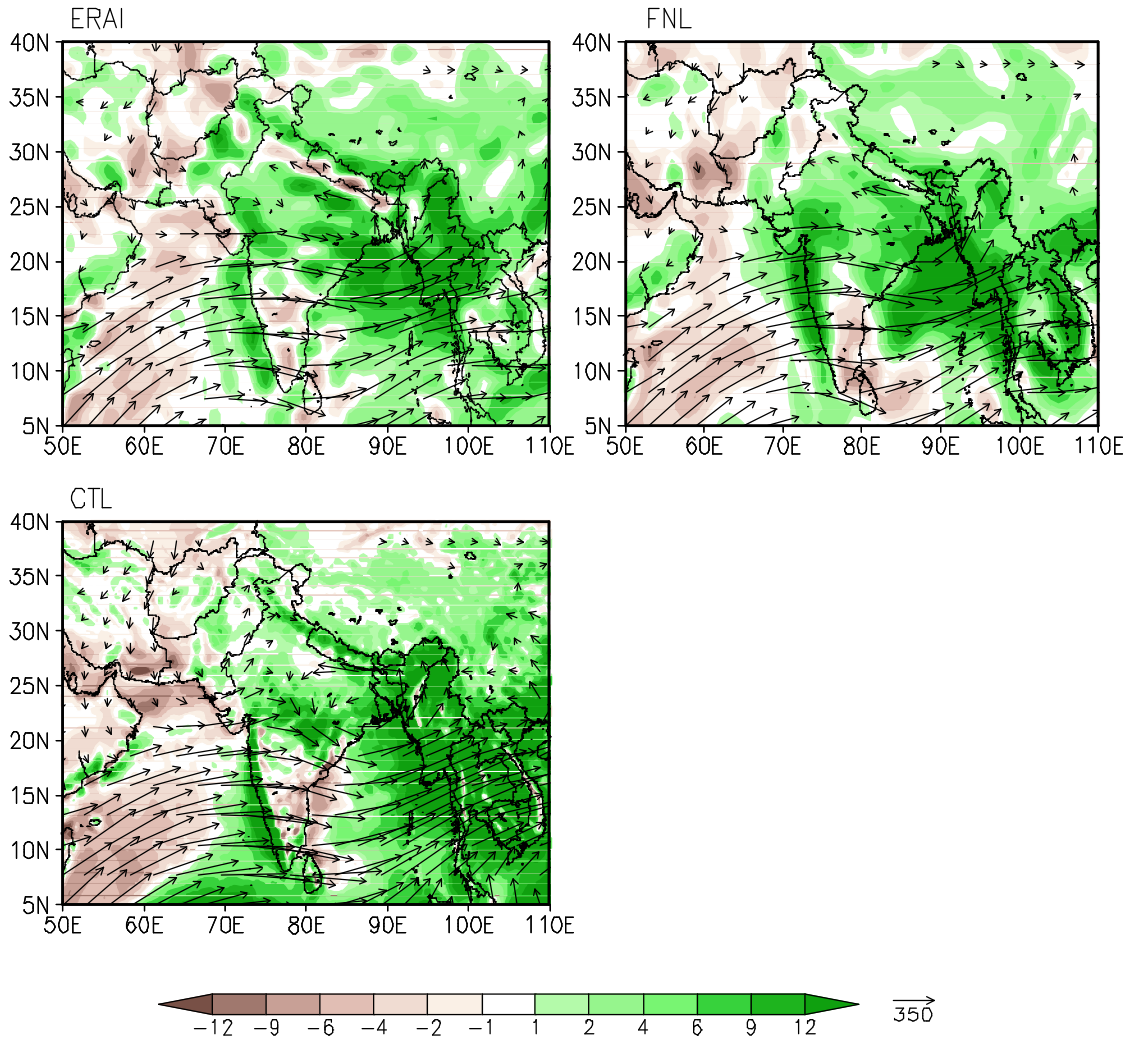 ERAI FNL
40N 40N
35N 35N
30N 30N
25N 25N
20N 20N
15N 15N
10N 10N
5N 5N
50E 60E 70E 80E 90E 100E 110E 50E 60E 70E 80E 90E 100E 110E
CTL
40N
35N
30N
25N
20N
15N
10N
5N
50E 60E 70E 80E 90E 100E 110E
−12 −9 −6 −4 −2 −1 1 2 4 6 9 12 350